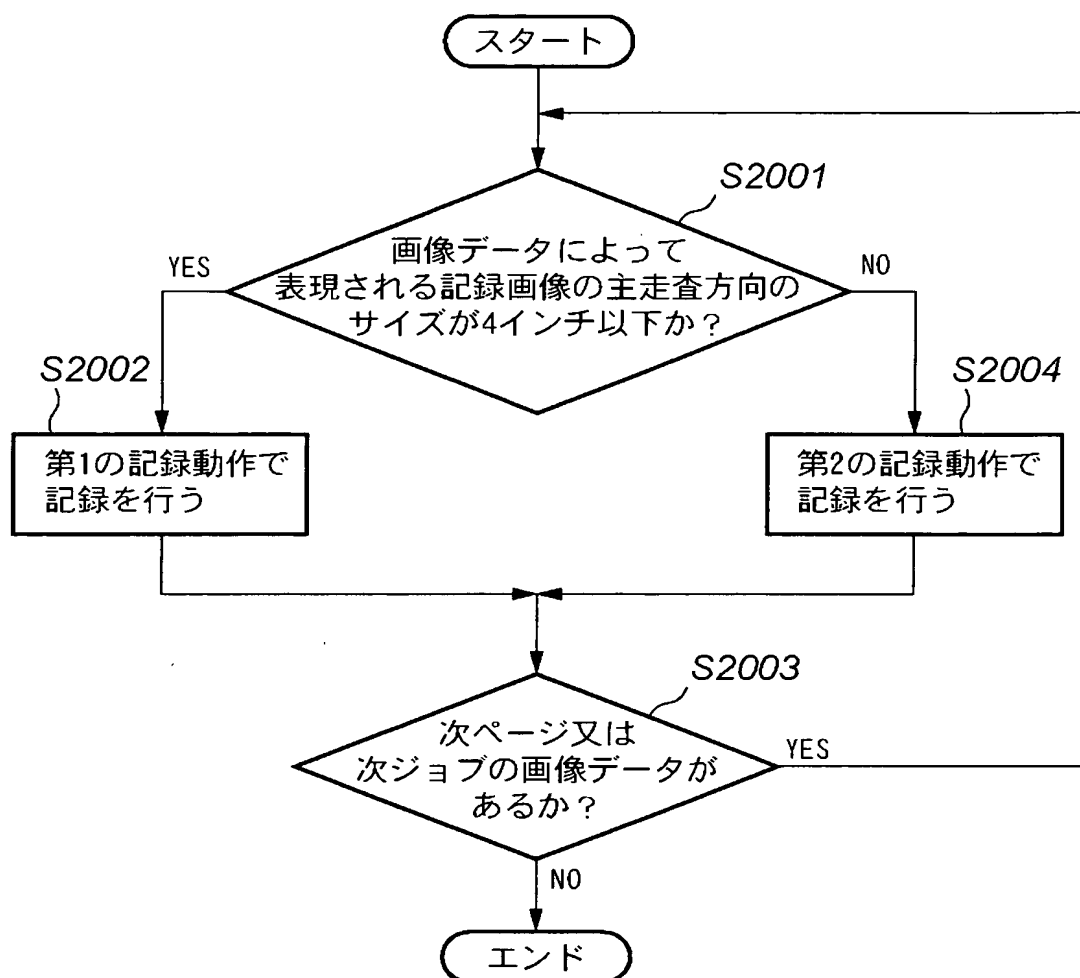 スタート
S2001
画像データによって
表現される記録画像の主走査方向の
サイズが4インチ以下か?
YES
NO
S2002
S2004
第1の記録動作で
記録を行う
第2の記録動作で
記録を行う
S2003
次ページ又は
次ジョブの画像データが
あるか?
YES
NO
エンド